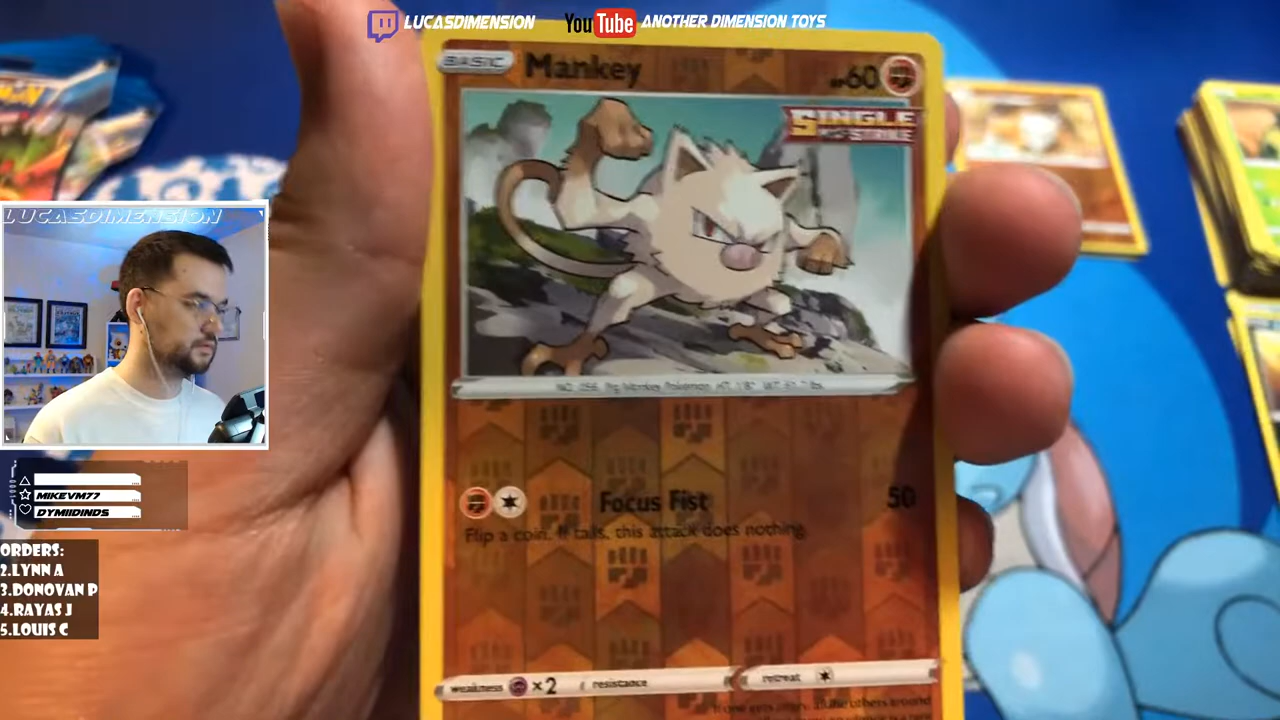 LUCASDIMENSION YouTube ANOTHER DIMENSION TOYS
BASIC Mankey HP60
SINGLE
STRIKE
LUCASDIMENSION
MIKEVM77
DYMIIDINDS
ORDERS:
2.LYNN A
3.DONOVAN P
4.RAYAS J
5.LOUIS C
Focus Fist 50
Flip a coin. If tails, this attack does nothing.
weakness ×2 resistance retreat